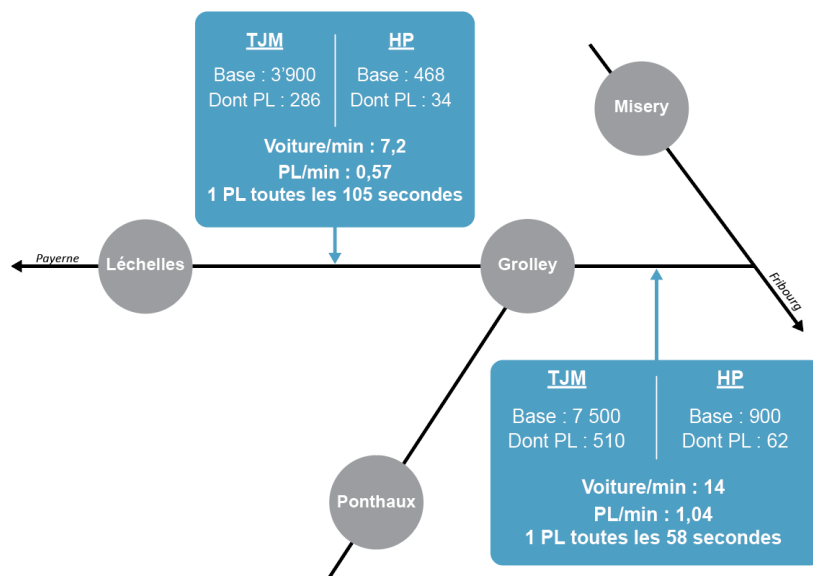 TJM
HP
Base : 3’900
Base : 468
Dont PL : 286
Dont PL : 34
Voiture/min : 7,2
PL/min : 0,57
1 PL toutes les 105 secondes
Misery
Payerne
Léchelles
Grolley
Fribourg
TJM
HP
Base : 7 500
Base : 900
Dont PL : 510
Dont PL : 62
Voiture/min : 14
PL/min : 1,04
1 PL toutes les 58 secondes
Ponthaux